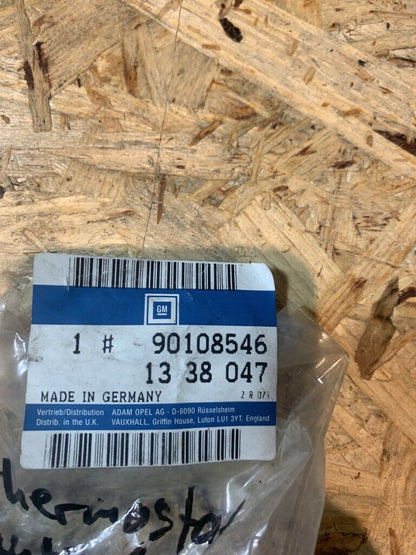 GM
1 # 90108546
13 38 047
MADE IN GERMANY
Vertrieb/Distribution ADAM OPEL AG · D-6090 Rüsselsheim
Distrib. in the U.K. VAUXHALL, Griffin House, Luton LU1 3YT. England
thermostat